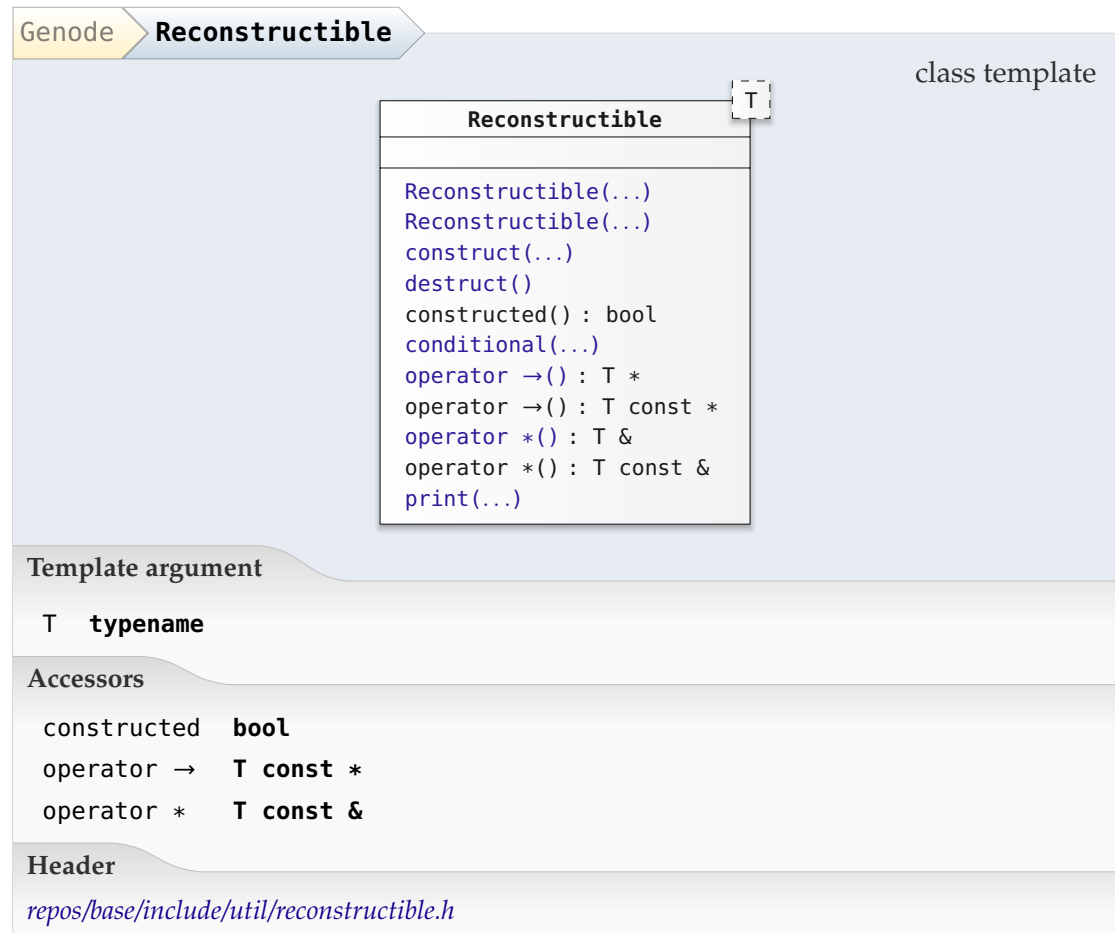 Genode Reconstructible
class template
T
Reconstructible
Reconstructible(...)
Reconstructible(...)
construct(...)
destruct()
constructed() : bool
conditional(...)
operator →() : T *
operator →() : T const *
operator *() : T &
operator *() : T const &
print(...)
Template argument
T typename
Accessors
constructed bool
operator → T const *
operator * T const &
Header
repos/base/include/util/reconstructible.h